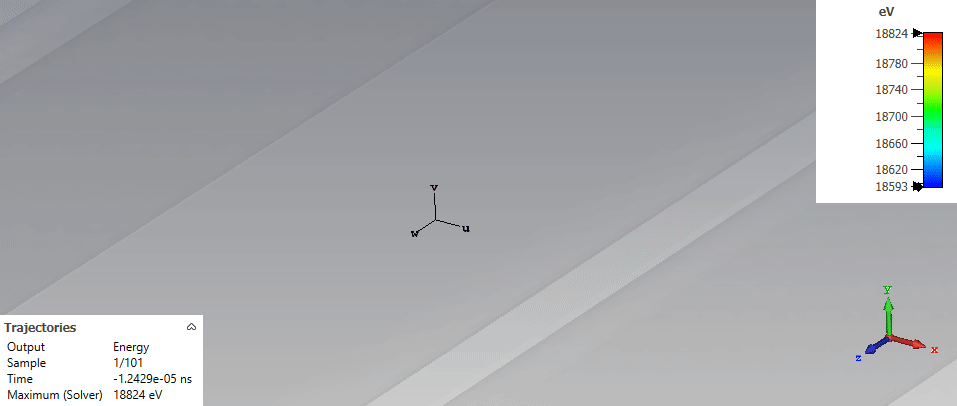 eV
18824
18780
18740
18700
18660
18620
18593
v
w
u
y
x
z
Trajectories
Output Energy
Sample 1/101
Time -1.2429e-05 ns
Maximum (Solver) 18824 eV